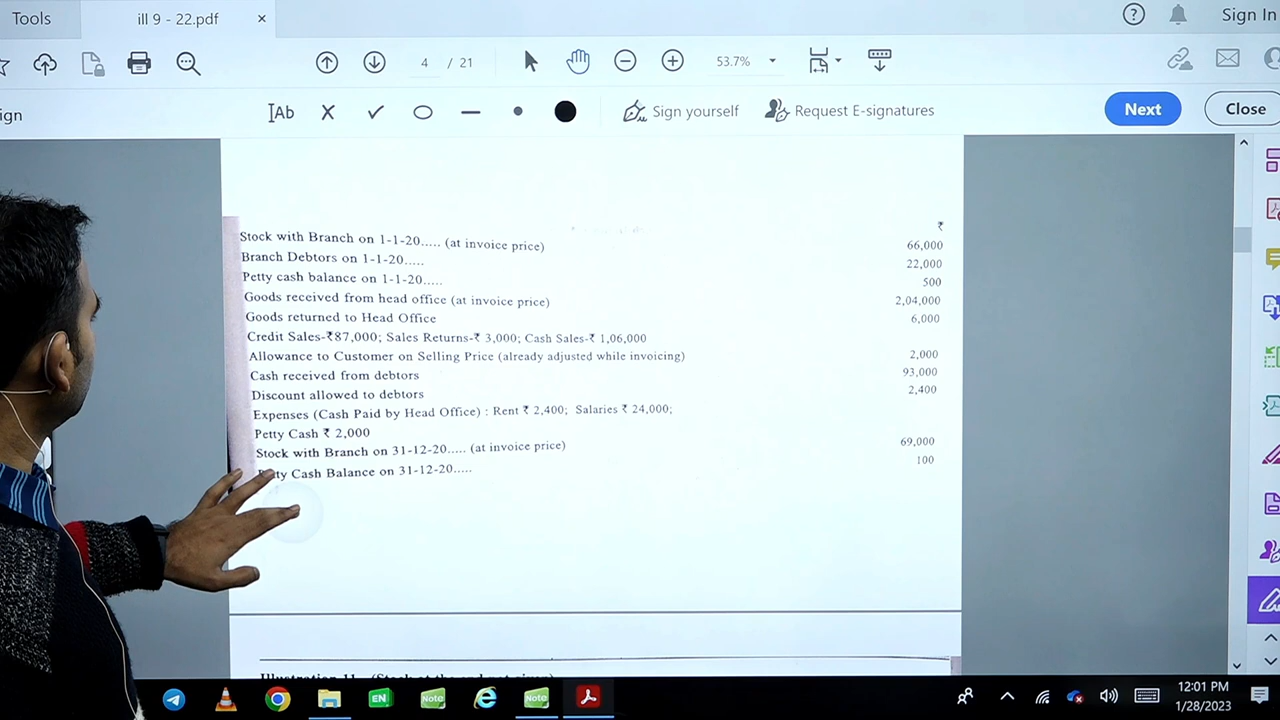 Tools
ill 9 - 22.pdf
×
Sign In
4 / 21
53.7%
ign
Ab
Sign yourself
Request E-signatures
Next
Close
₹
Stock with Branch on 1-1-20..... (at invoice price) 66,000
Branch Debtors on 1-1-20..... 22,000
Petty cash balance on 1-1-20..... 500
Goods received from head office (at invoice price) 2,04,000
Goods returned to Head Office 6,000
Credit Sales-₹87,000; Sales Returns-₹ 3,000; Cash Sales-₹ 1,06,000
Allowance to Customer on Selling Price (already adjusted while invoicing) 2,000
Cash received from debtors 93,000
Discount allowed to debtors 2,400
Expenses (Cash Paid by Head Office) : Rent ₹ 2,400; Salaries ₹ 24,000;
Petty Cash ₹ 2,000
Stock with Branch on 31-12-20..... (at invoice price) 69,000
Cash Balance on 31-12-20..... 100
EN
Note
Note
12:01 PM
1/28/2023